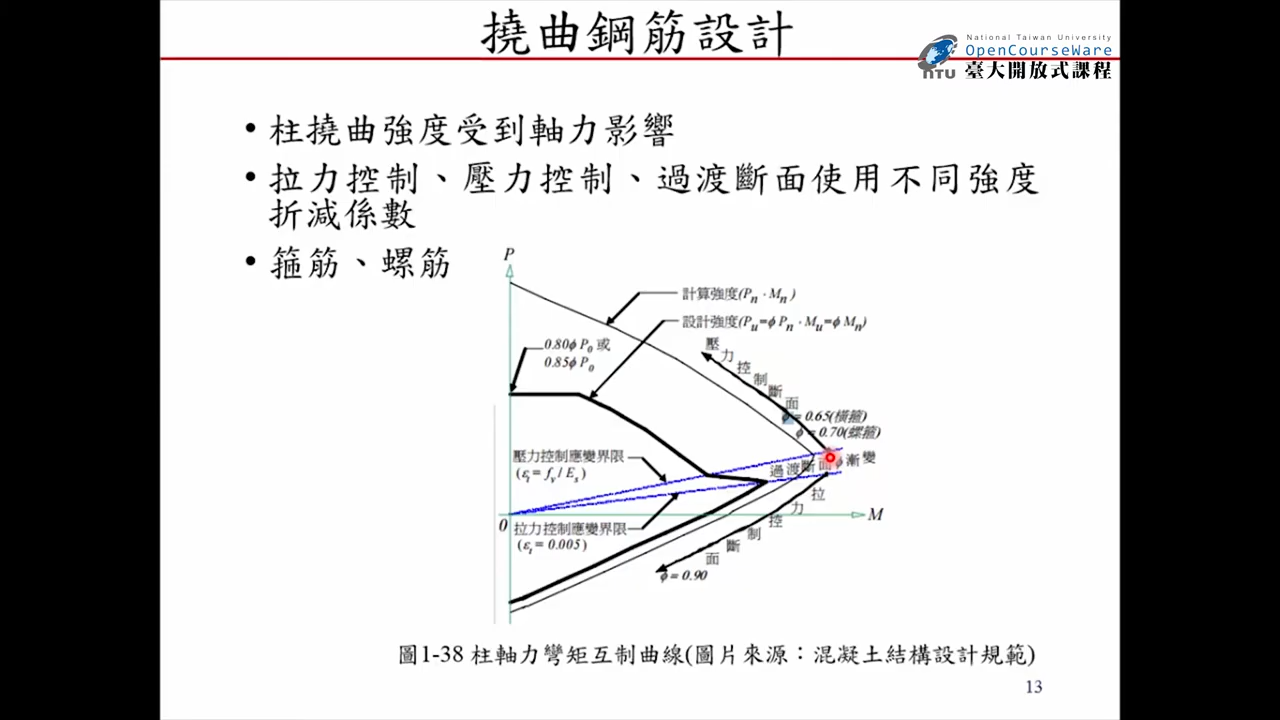 撓曲鋼筋設計
National Taiwan University
OpenCourseWare
NTU 臺大開放式課程
• 柱撓曲強度受到軸力影響
• 拉力控制、壓力控制、過渡斷面使用不同強度
折減係數
• 箍筋、螺筋
P
計算強度(Pn · Mn)
設計強度(Pu=ϕ Pn · Mu=ϕ Mn)
0.80ϕ P0 或
0.85ϕ P0
壓力控制斷面
ϕ = 0.65(橫箍)
ϕ = 0.70(螺箍)
壓力控制應變界限
(εt = fy / Es)
過渡斷面ϕ漸變
0
M
拉力控制應變界限
(εt = 0.005)
拉力控制斷面
ϕ = 0.90
圖1-38 柱軸力彎矩互制曲線(圖片來源：混凝土結構設計規範)
13